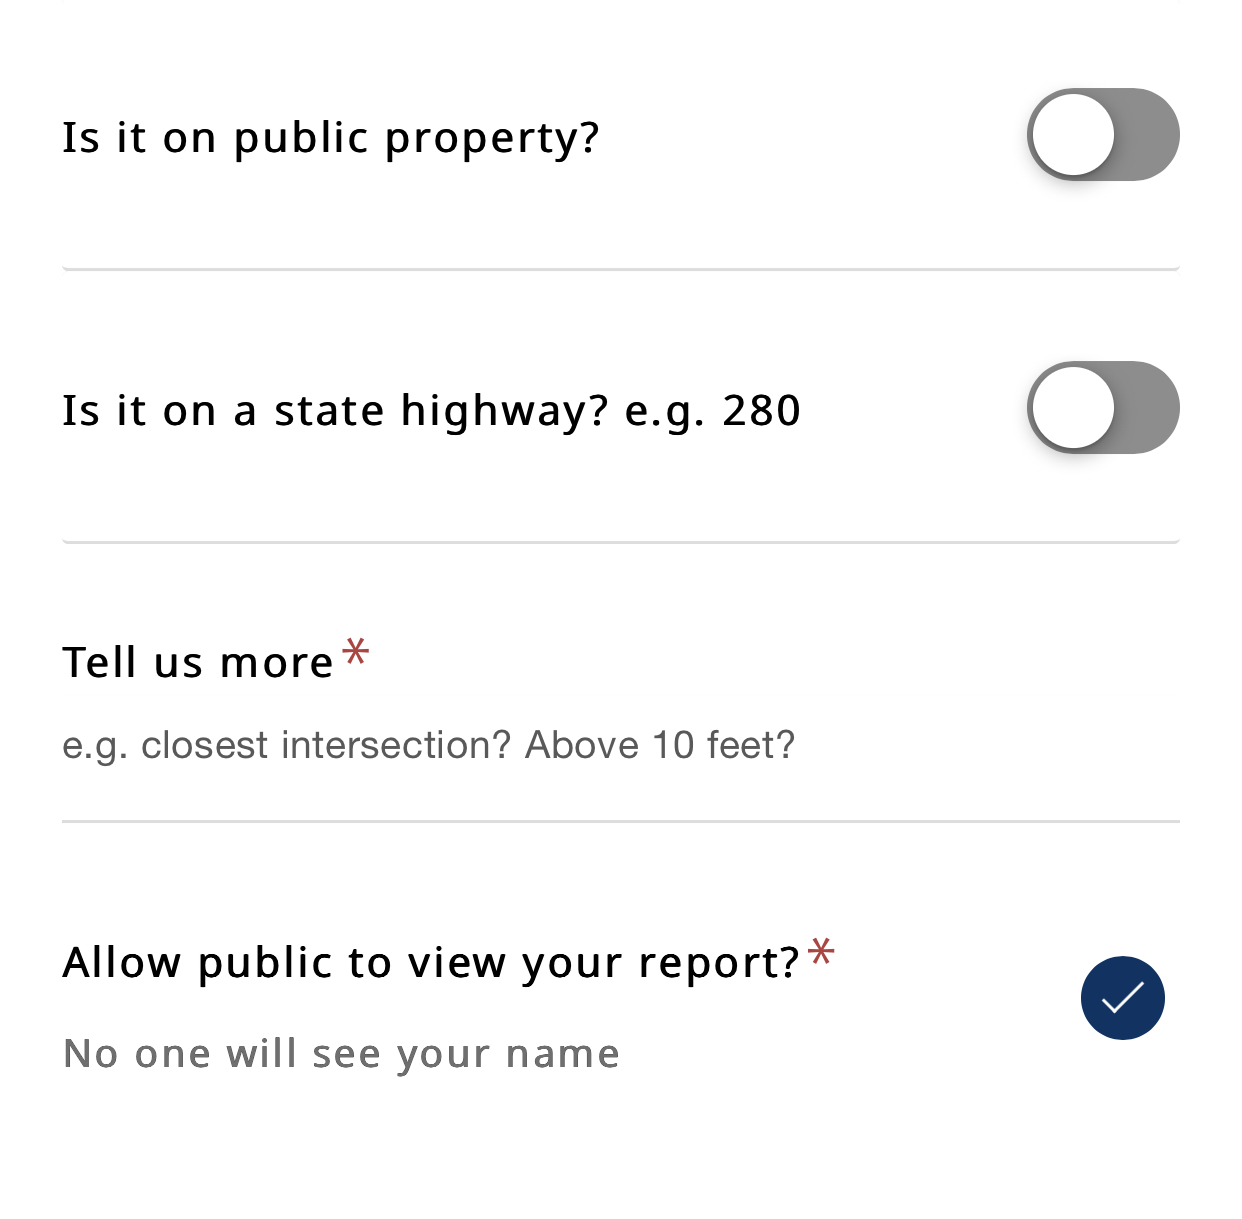 Is it on public property?
Is it on a state highway? e.g. 280
Tell us more*
e.g. closest intersection? Above 10 feet?
Allow public to view your report?*
No one will see your name